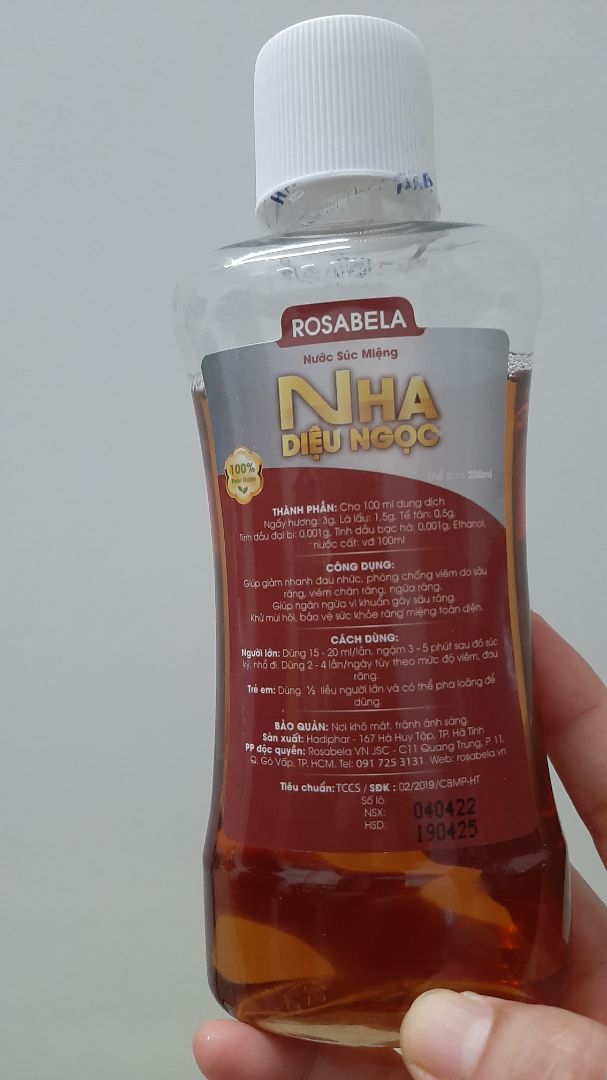 ROSABELA
Nước Súc Miệng
NHA
DIỆU NGỌC
100%
Thảo Dược
Thể tích: 200ml
THÀNH PHẦN: Cho 100 ml dung dịch
Ngấy hương: 3g, Lá lấu: 1.5g, Tế tân: 0,5g,
Tinh dầu đại bi: 0,001g, Tinh dầu bạc hà: 0,001g, Ethanol,
nước cất: vđ 100ml
CÔNG DỤNG:
Giúp giảm nhanh đau nhức, phòng chống viêm do sâu
răng, viêm chân răng, ngừa răng.
Giúp ngăn ngừa vi khuẩn gây sâu răng.
Khử mùi hôi, bảo vệ sức khỏe răng miệng toàn diện.
CÁCH DÙNG:
Người lớn: Dùng 15 - 20 ml/lần, ngậm 3 - 5 phút sau đó súc
kỹ, nhổ đi. Dùng 2 - 4 lần/ngày tùy theo mức độ viêm, đau
răng.
Trẻ em: Dùng ½ liều người lớn và có thể pha loãng để
dùng.
BẢO QUẢN: Nơi khô mát, tránh ánh sáng.
Sản xuất: Hadiphar - 167 Hà Huy Tập, TP. Hà Tĩnh
PP độc quyền: Rosabela VN JSC - C11 Quang Trung, P. 11,
Q. Gò Vấp, TP. HCM. Tel: 091 725 3131. Web: rosabela.vn
Tiêu chuẩn: TCCS / SĐK : 02/2019/CBMP-HT
Số lô:
NSX: 040422
HSD: 190425